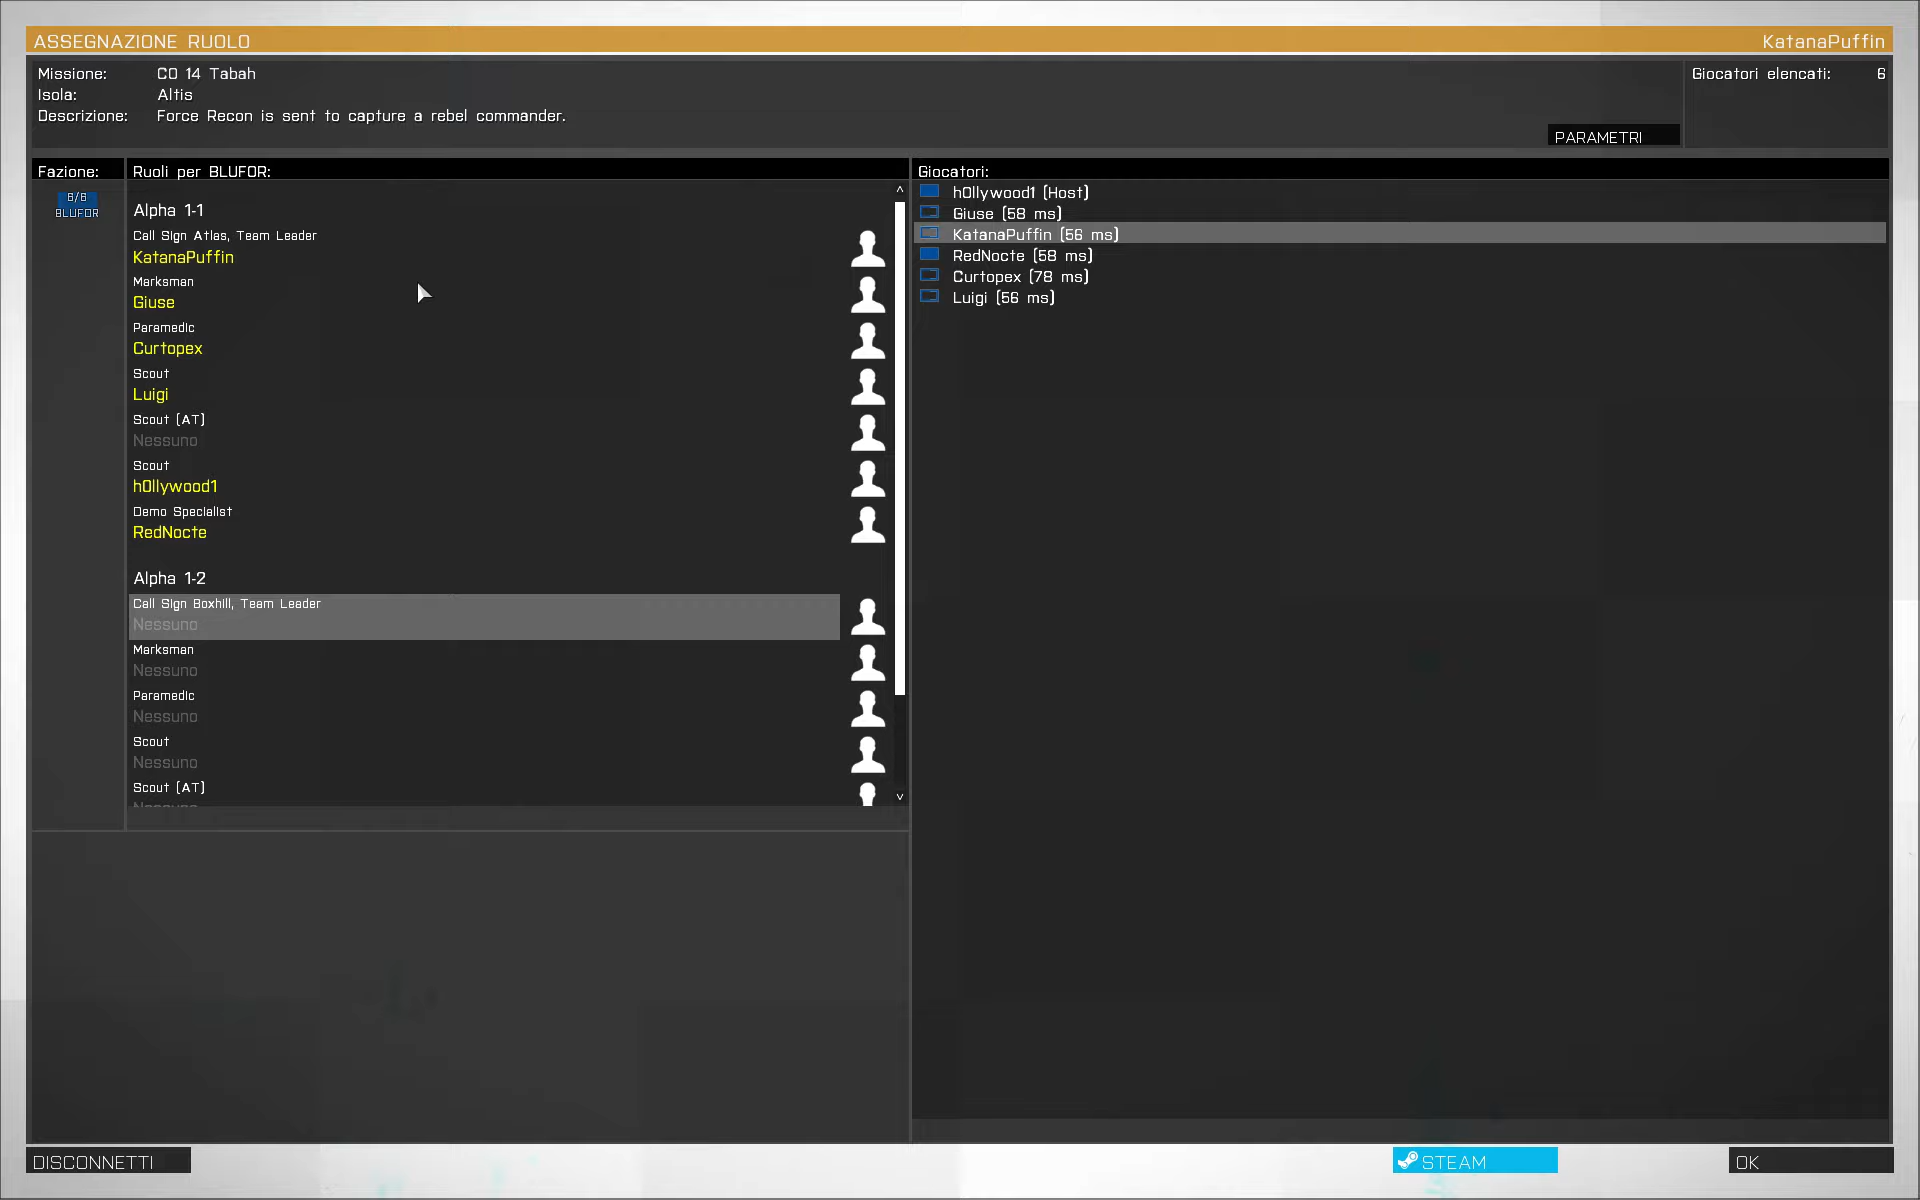 ASSEGNAZIONE RUOLO
KatanaPuffin
Missione: CO 14 Tabah
Isola: Altis
Descrizione: Force Recon is sent to capture a rebel commander.
Giocatori elencati: 6
PARAMETRI
Fazione:
6/6
BLUFOR
Ruoli per BLUFOR:
Alpha 1-1
Call Sign Atlas, Team Leader
KatanaPuffin
Marksman
Giuse
Paramedic
Curtopex
Scout
Luigi
Scout (AT)
Nessuno
Scout
h0llywood1
Demo Specialist
RedNocte
Alpha 1-2
Call Sign Boxhill, Team Leader
Nessuno
Marksman
Nessuno
Paramedic
Nessuno
Scout
Nessuno
Scout (AT)
Nessuno
Giocatori:
h0llywood1 (Host)
Giuse (58 ms)
KatanaPuffin (56 ms)
RedNocte (58 ms)
Curtopex (78 ms)
Luigi (56 ms)
DISCONNETTI
STEAM
OK